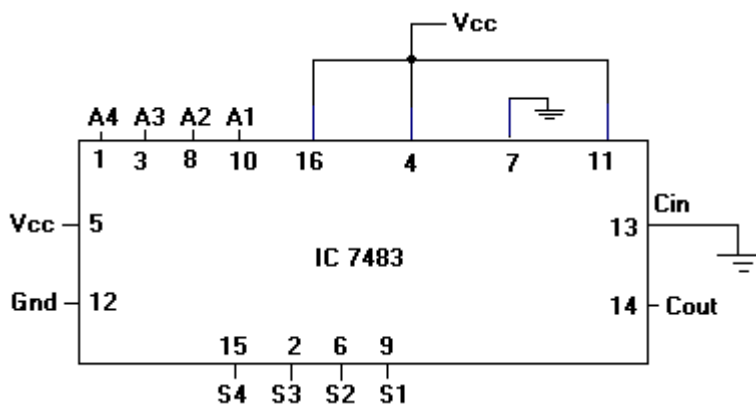 Vcc
A4 A3 A2 A1
1 3 8 10 16 4 7 11
Cin
Vcc 5 13
IC 7483
Gnd 12 14 Cout
15 2 6 9
S4 S3 S2 S1